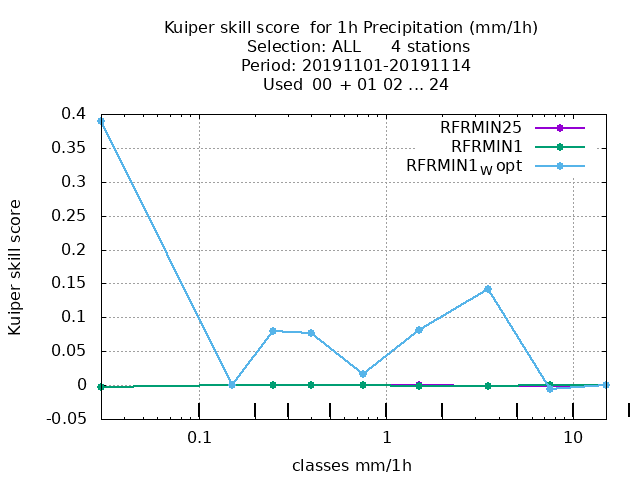 Kuiper skill score  for 1h Precipitation (mm/1h)
Selection: ALL      4 stations
Period: 20191101-20191114
Used  00 + 01 02 ... 24
RFRMIN25
RFRMIN1
RFRMIN1W opt
0.4
0.35
0.3
0.25
0.2
0.15
0.1
0.05
0
-0.05
Kuiper skill score
0.1 1 10
classes mm/1h